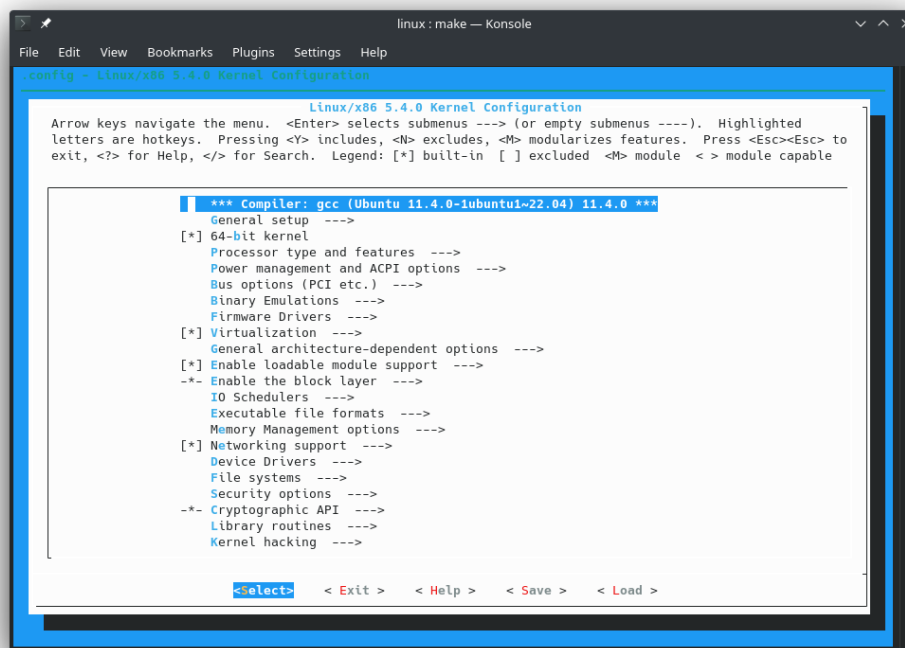 linux : make — Konsole
File Edit View Bookmarks Plugins Settings Help
.config - Linux/x86 5.4.0 Kernel Configuration
Linux/x86 5.4.0 Kernel Configuration
Arrow keys navigate the menu. <Enter> selects submenus ---> (or empty submenus ----). Highlighted
letters are hotkeys. Pressing <Y> includes, <N> excludes, <M> modularizes features. Press <Esc><Esc> to
exit, <?> for Help, </> for Search. Legend: [*] built-in [ ] excluded <M> module < > module capable
*** Compiler: gcc (Ubuntu 11.4.0-1ubuntu1~22.04) 11.4.0 ***
General setup --->
[*] 64-bit kernel
Processor type and features --->
Power management and ACPI options --->
Bus options (PCI etc.) --->
Binary Emulations --->
Firmware Drivers --->
[*] Virtualization --->
General architecture-dependent options --->
[*] Enable loadable module support --->
-*- Enable the block layer --->
IO Schedulers --->
Executable file formats --->
Memory Management options --->
[*] Networking support --->
Device Drivers --->
File systems --->
Security options --->
-*- Cryptographic API --->
Library routines --->
Kernel hacking --->
<Select> < Exit > < Help > < Save > < Load >